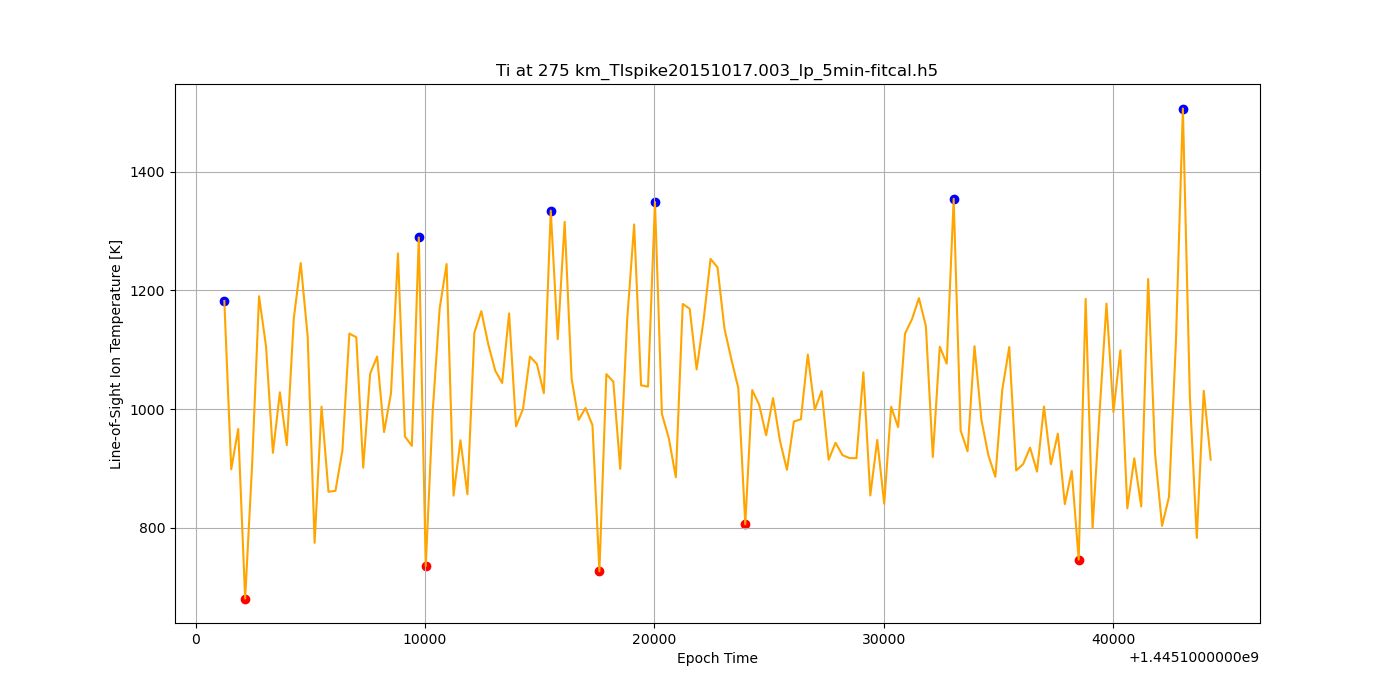 Ti at 275 km_TIspike20151017.003_lp_5min-fitcal.h5
Line-of-Sight Ion Temperature [K]
1400
1200
1000
800
0 10000 20000 30000 40000
Epoch Time
+1.4451000000e9